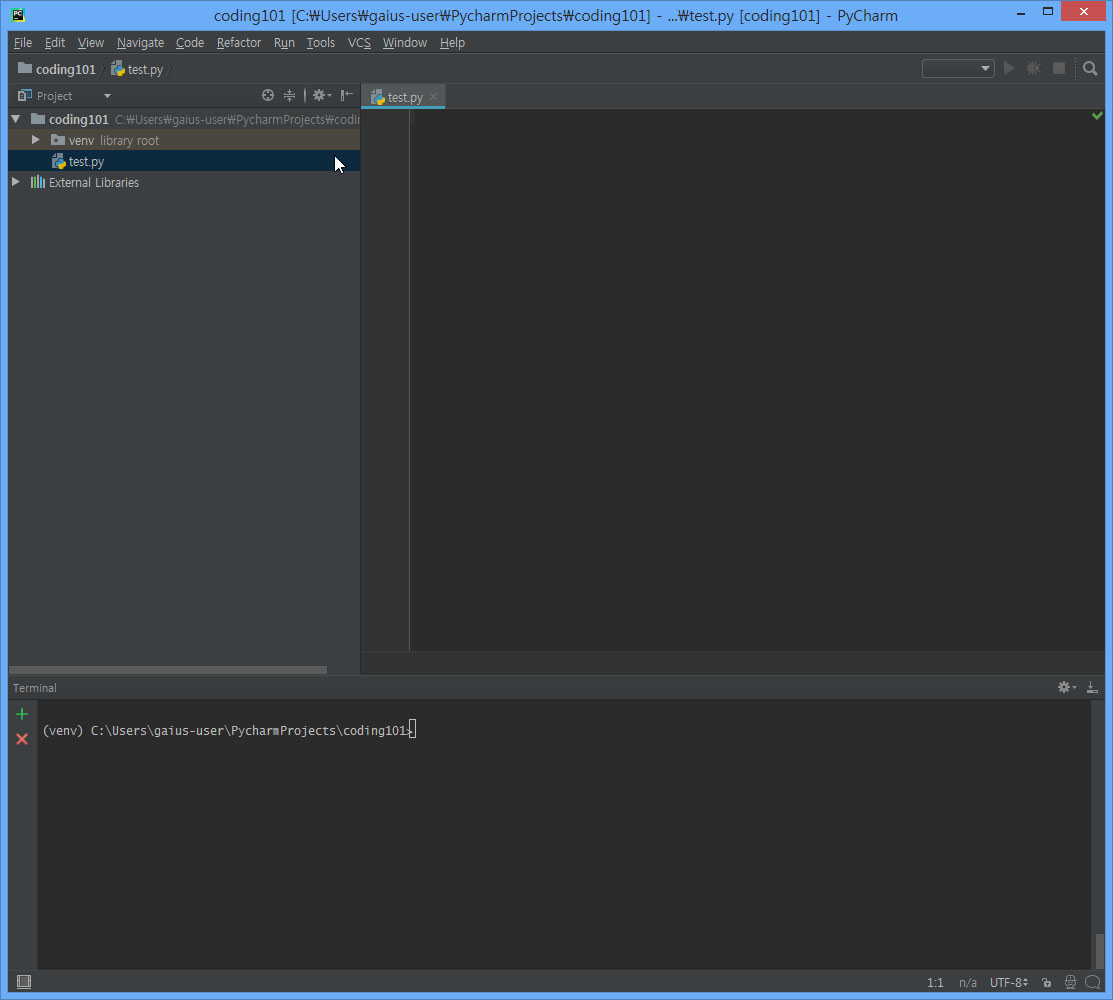 PC coding101 [C:₩Users₩gaius-user₩PycharmProjects₩coding101] - ...₩test.py [coding101] - PyCharm
File Edit View Navigate Code Refactor Run Tools VCS Window Help
coding101 test.py
Project test.py
coding101 C:₩Users₩gaius-user₩PycharmProjects₩codin
venv library root
test.py
External Libraries
Terminal
(venv) C:\Users\gaius-user\PycharmProjects\coding101>
1:1 n/a UTF-8